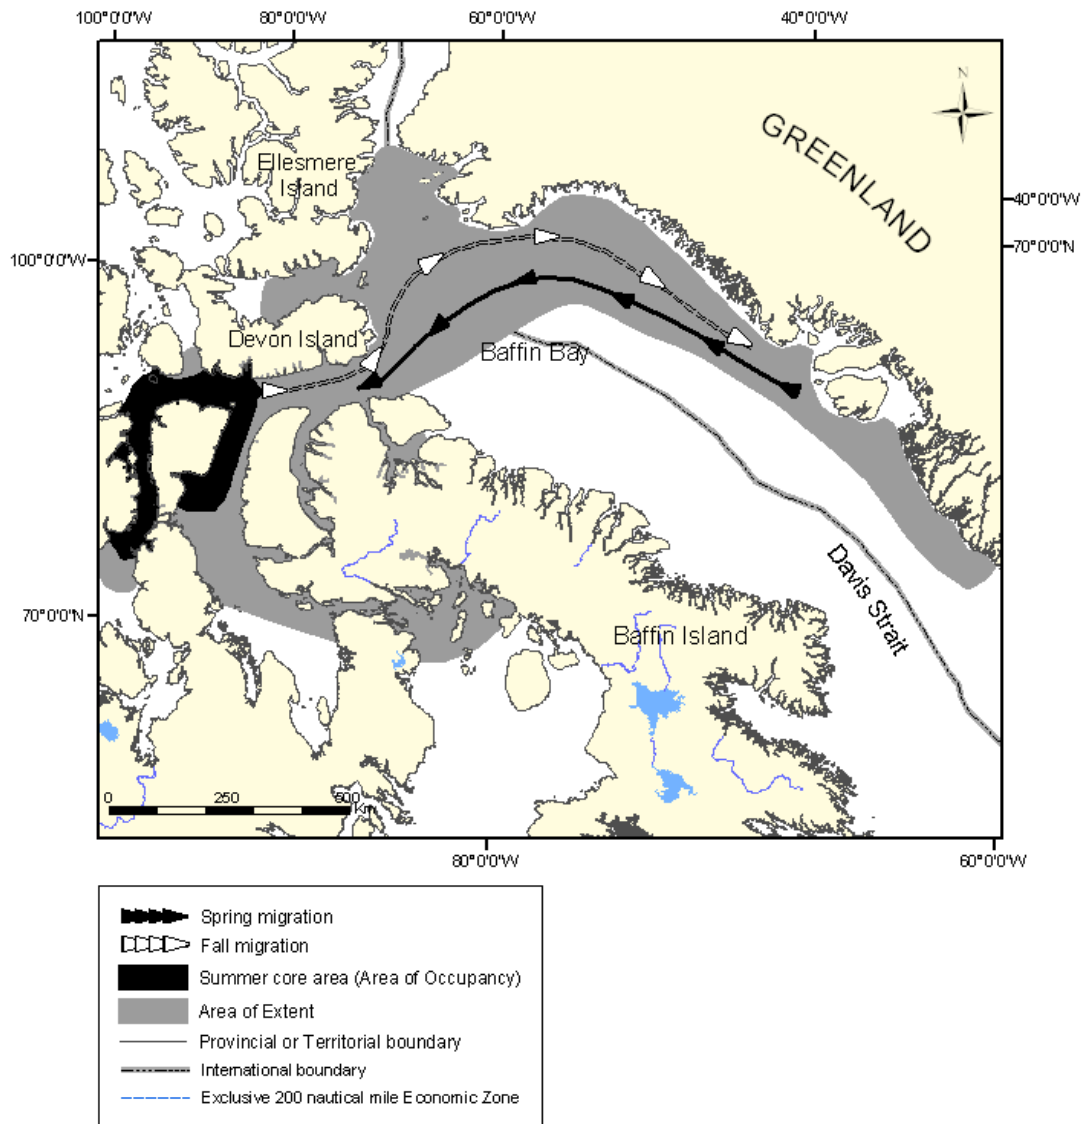 100°0'0"W 80°0'0"W 60°0'0"W 40°0'0"W
N
GREENLAND
Ellesmere
Island
40°0'0"W
70°0'0"N
100°0'0"W
Devon Island
Baffin Bay
Davis Strait
70°0'0"N
Baffin Island
0 250 500
Km
80°0'0"W 60°0'0"W
Spring migration
Fall migration
Summer core area (Area of Occupancy)
Area of Extent
Provincial or Territorial boundary
International boundary
Exclusive 200 nautical mile Economic Zone